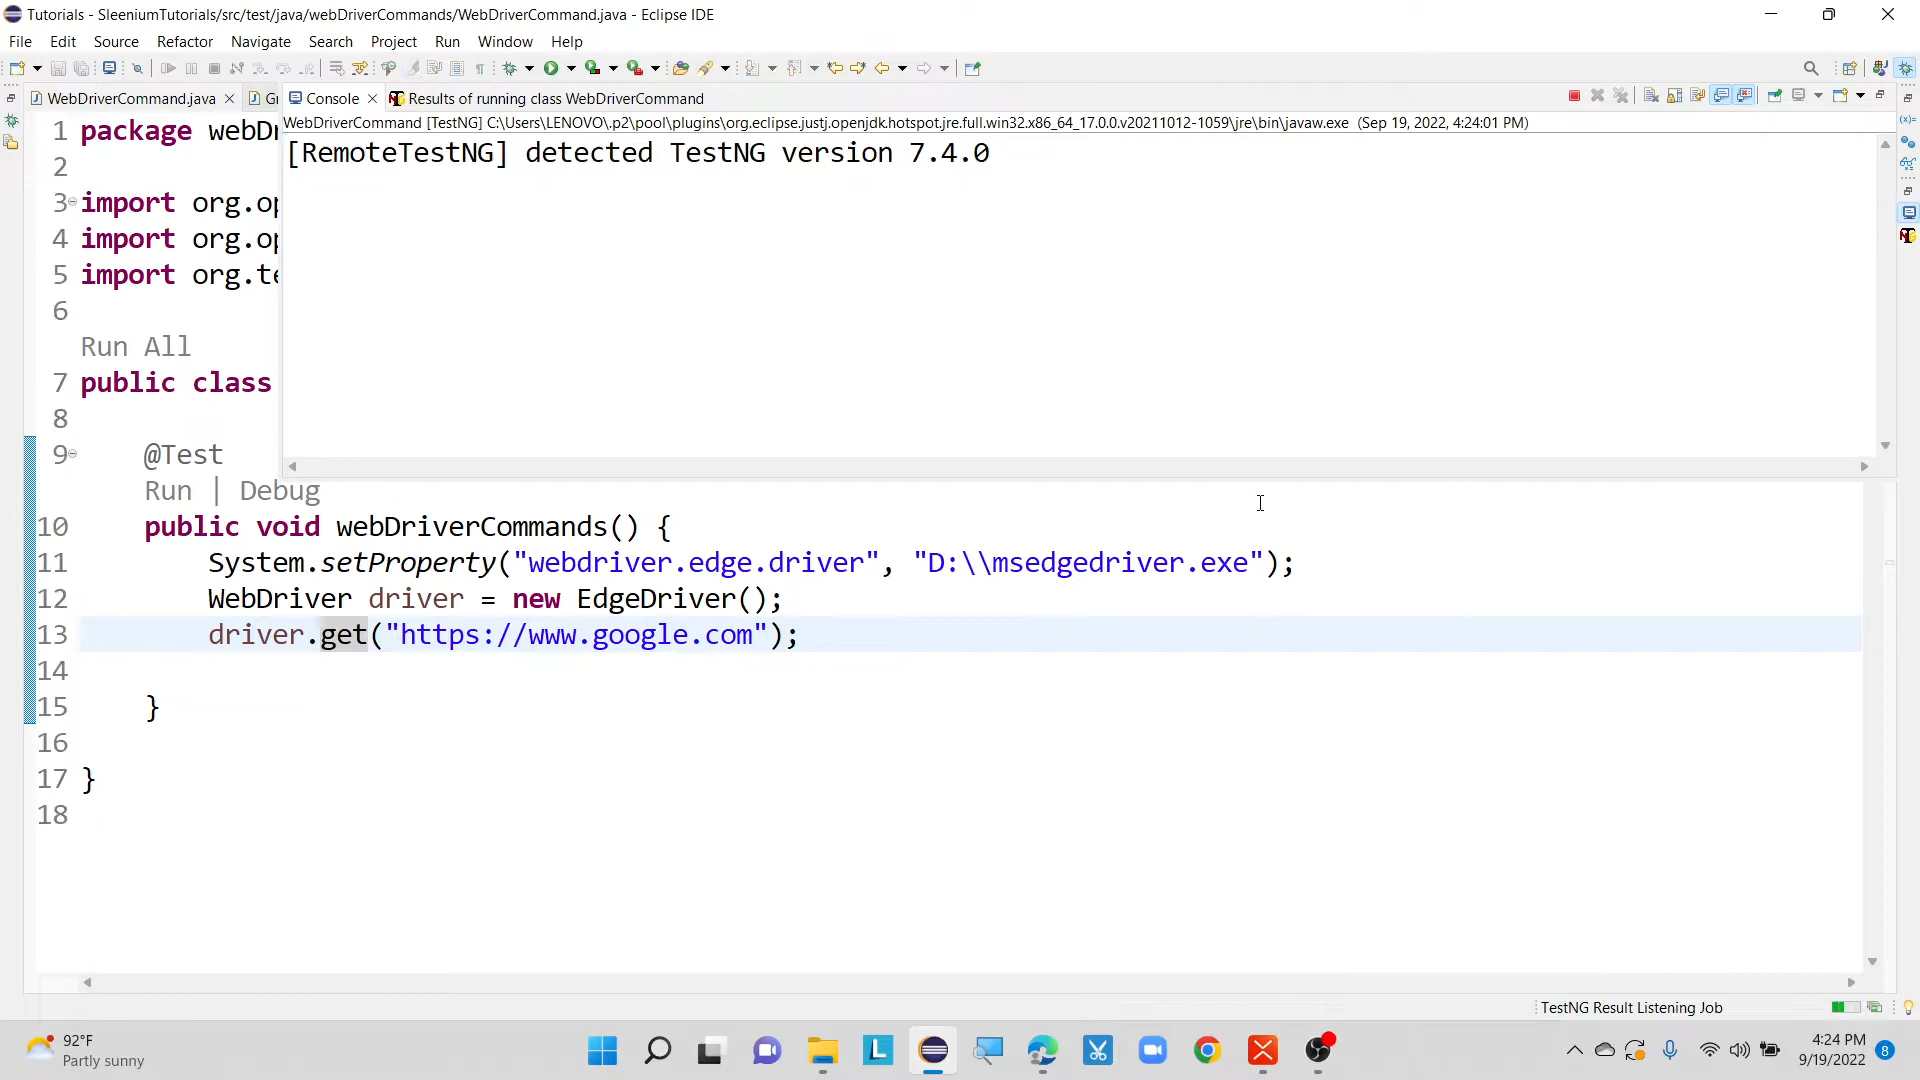 Tutorials - SleeniumTutorials/src/test/java/webDriverCommands/WebDriverCommand.java - Eclipse IDE
File Edit Source Refactor Navigate Search Project Run Window Help
WebDriverCommand.java
Console Results of running class WebDriverCommand
WebDriverCommand [TestNG] C:\Users\LENOVO\.p2\pool\plugins\org.eclipse.justj.openjdk.hotspot.jre.full.win32.x86_64_17.0.0.v20211012-1059\jre\bin\javaw.exe (Sep 19, 2022, 4:24:01 PM)
[RemoteTestNG] detected TestNG version 7.4.0
1 package webDr
2
3 import org.op
4 import org.op
5 import org.te
6
Run All
7 public class
8
9 @Test
Run | Debug
10 public void webDriverCommands() {
11 System.setProperty("webdriver.edge.driver", "D:\\msedgedriver.exe");
12 WebDriver driver = new EdgeDriver();
13 driver.get("https://www.google.com");
14
15 }
16
17 }
18
TestNG Result Listening Job
92°F
Partly sunny
4:24 PM
9/19/2022
8